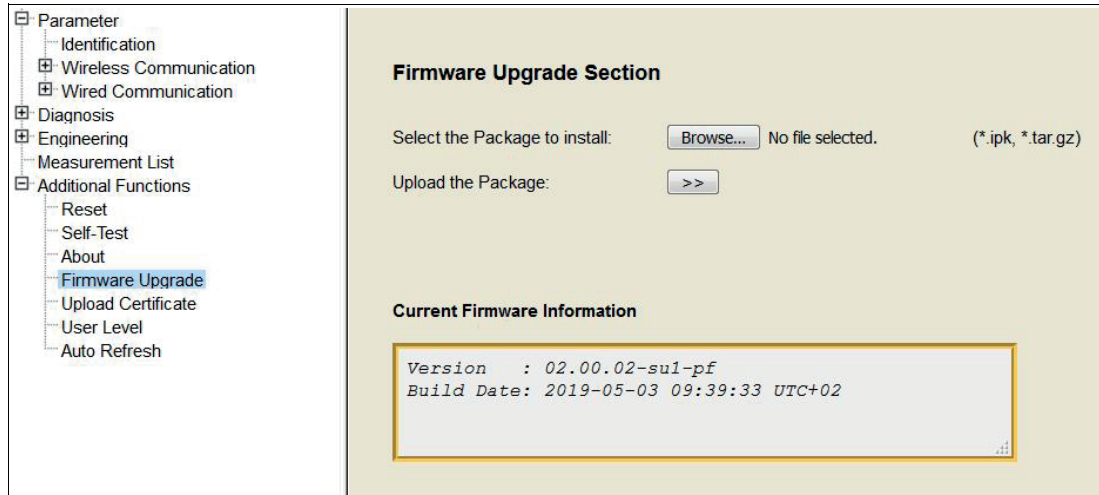 Parameter
Identification
Wireless Communication
Wired Communication
Diagnosis
Engineering
Measurement List
Additional Functions
Reset
Self-Test
About
Firmware Upgrade
Upload Certificate
User Level
Auto Refresh
Firmware Upgrade Section
Select the Package to install: Browse... No file selected. (*.ipk, *.tar.gz)
Upload the Package: >>
Current Firmware Information
Version : 02.00.02-su1-pf
Build Date: 2019-05-03 09:39:33 UTC+02